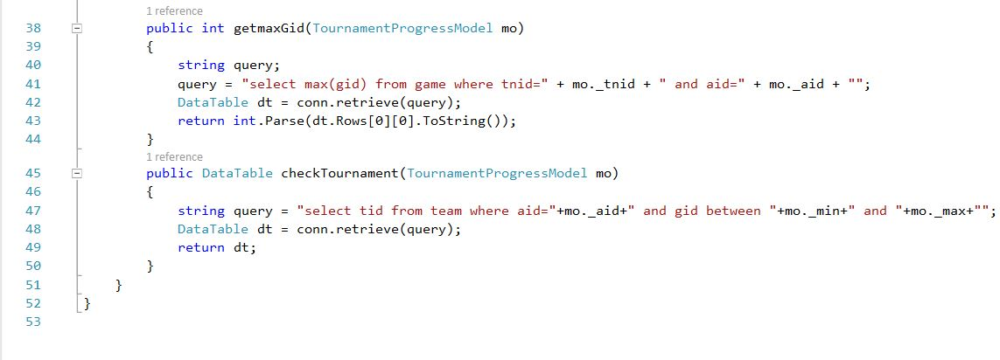 1 reference
38 public int getmaxGid(TournamentProgressModel mo)
39 {
40 string query;
41 query = "select max(gid) from game where tnid=" + mo._tnid + " and aid=" + mo._aid + "";
42 DataTable dt = conn.retrieve(query);
43 return int.Parse(dt.Rows[0][0].ToString());
44 }
1 reference
45 public DataTable checkTournament(TournamentProgressModel mo)
46 {
47 string query = "select tid from team where aid="+mo._aid+" and gid between "+mo._min+" and "+mo._max+"";
48 DataTable dt = conn.retrieve(query);
49 return dt;
50 }
51 }
52 }
53